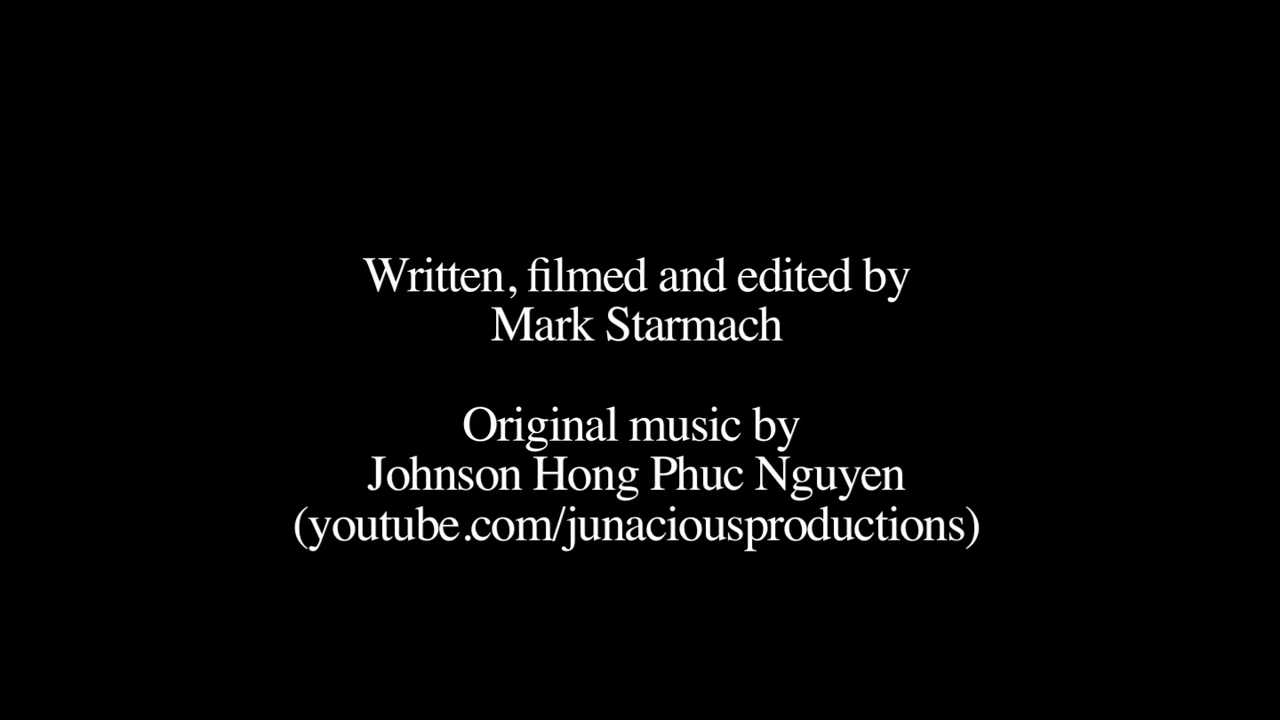 Written, filmed and edited by
Mark Starmach
Original music by
Johnson Hong Phuc Nguyen
(youtube.com/junaciousproductions)